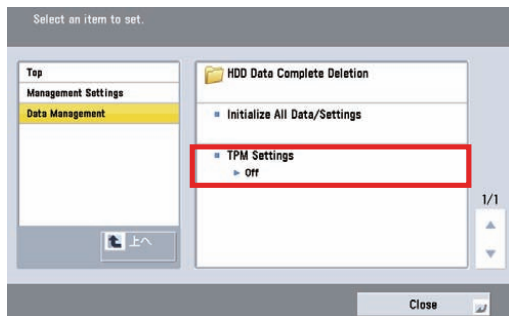 Select an item to set.
Top
Management Settings
Data Management
上へ
HDD Data Complete Deletion
Initialize All Data/Settings
TPM Settings
Off
1/1
Close